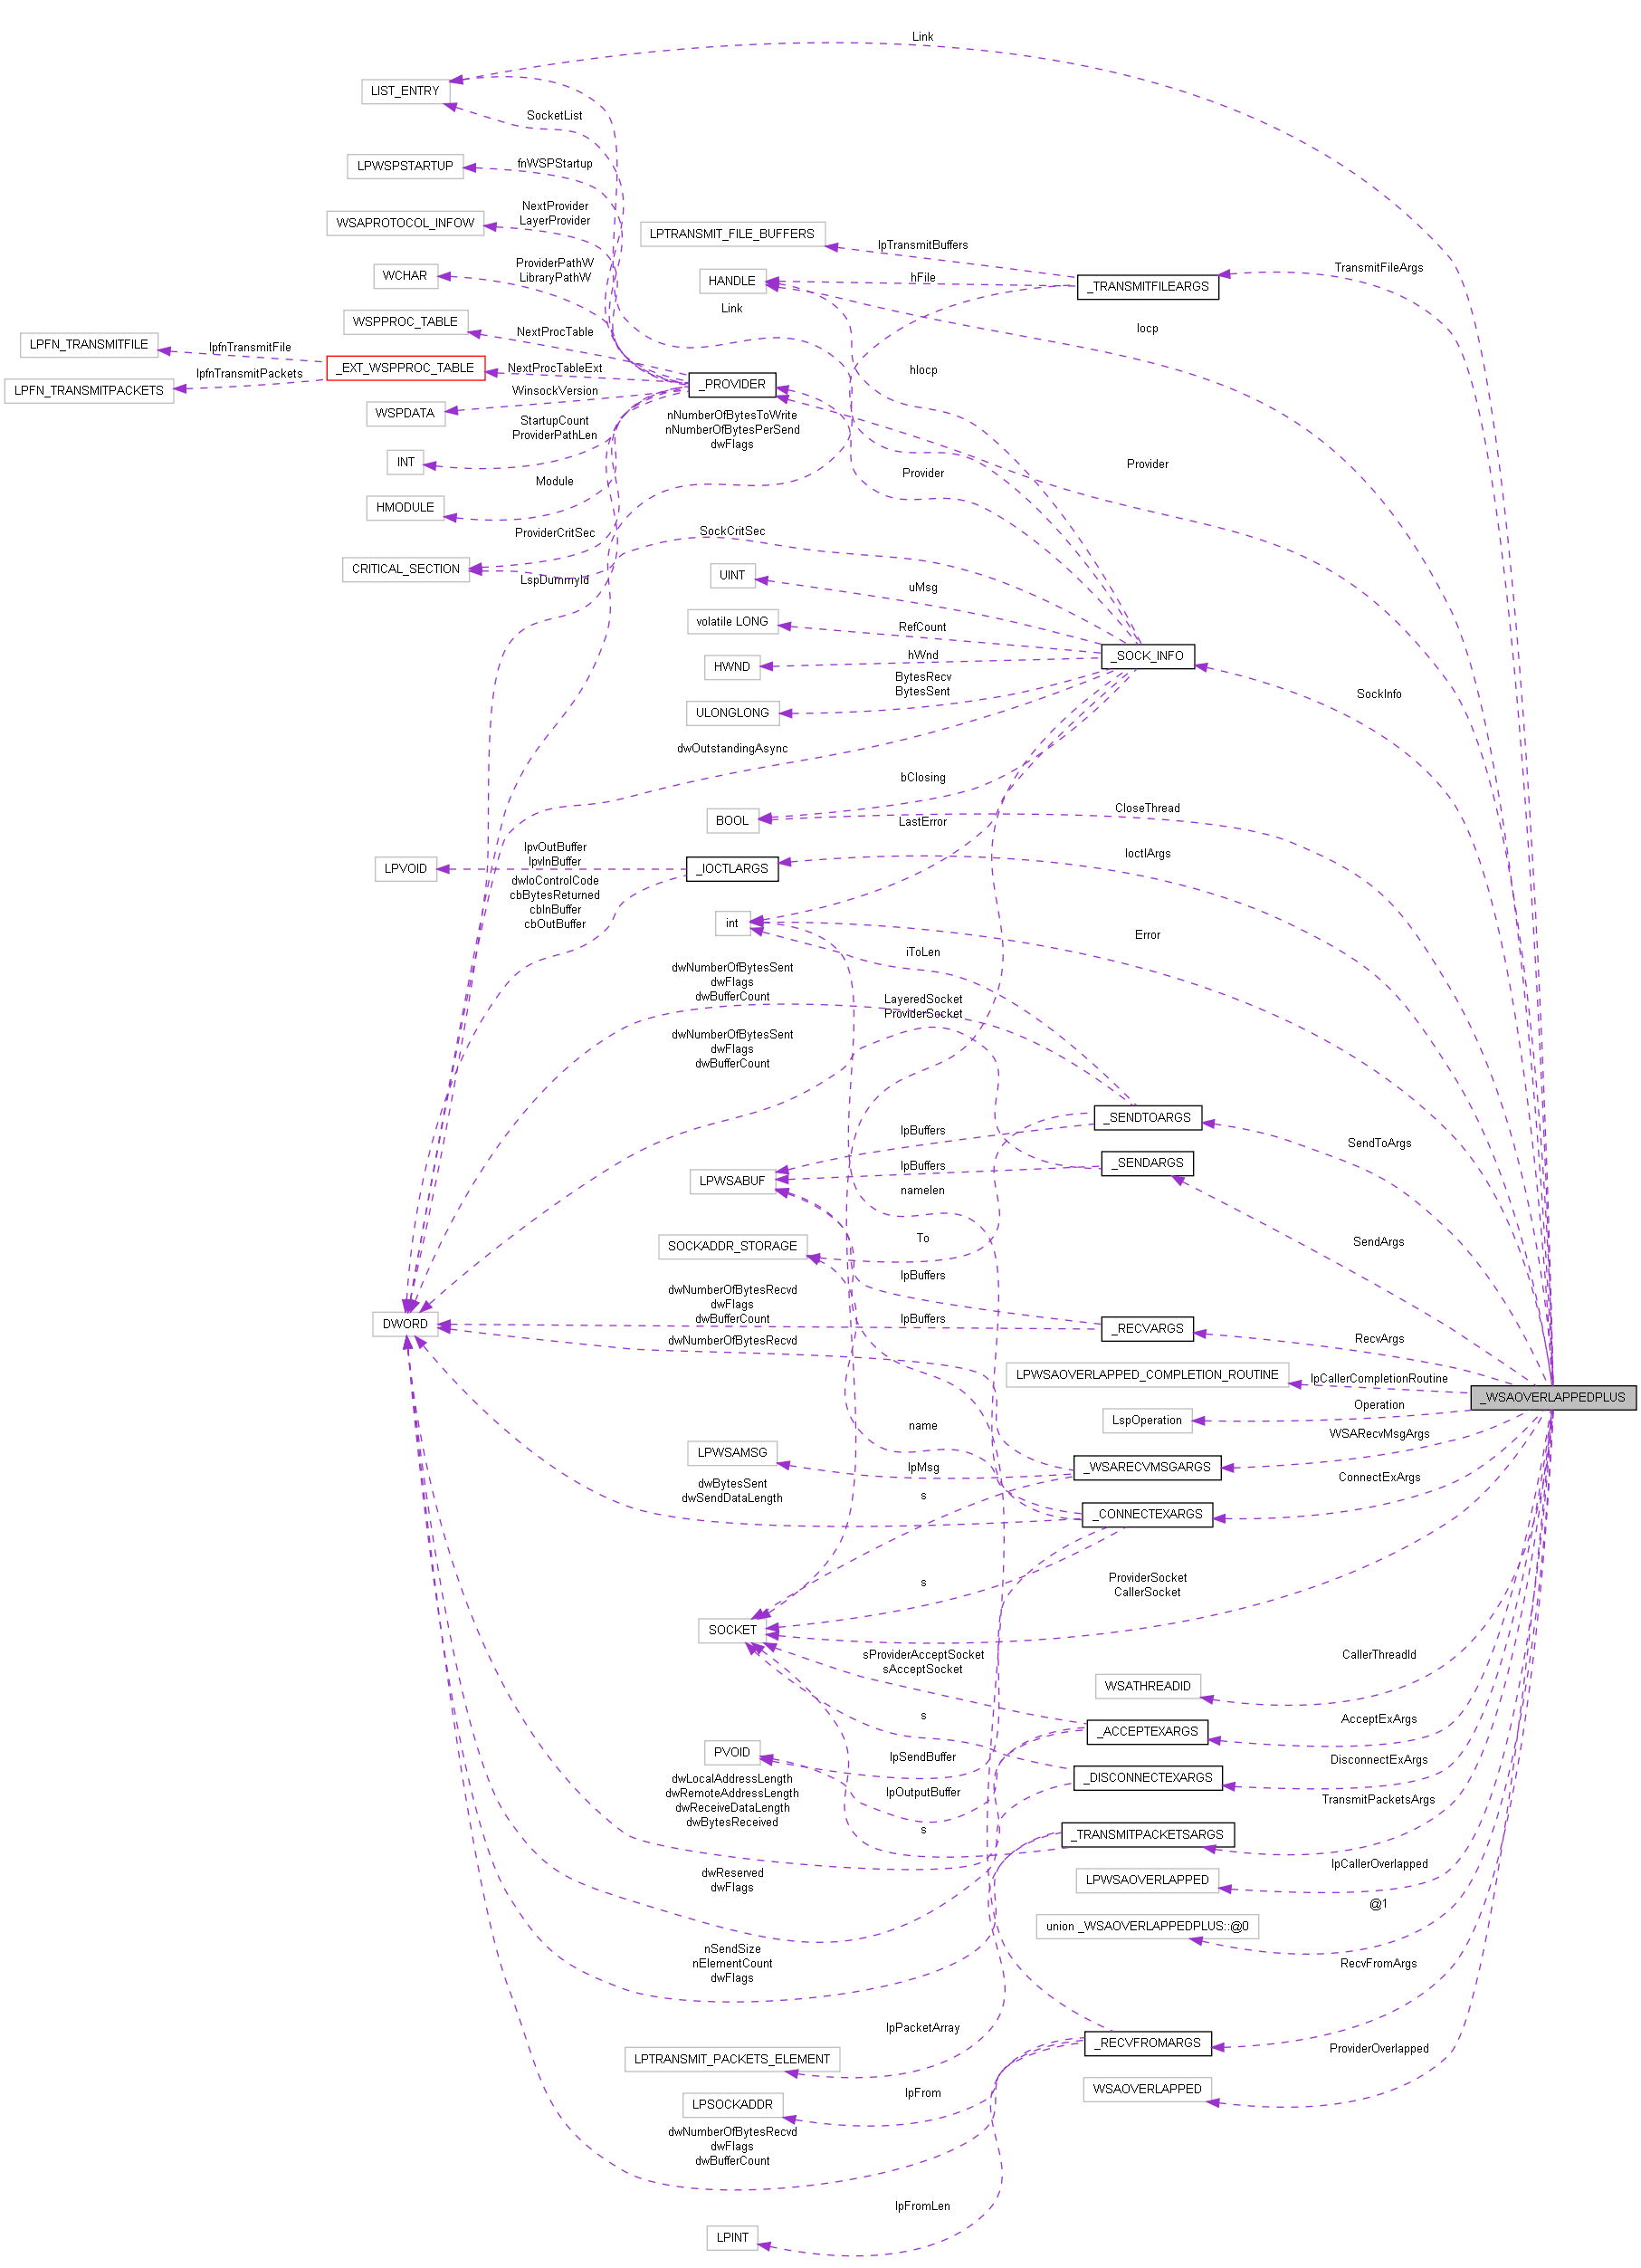 Link
LIST_ENTRY
SocketList
LPWSPSTARTUP
fnWSPStartup
NextProvider
LayerProvider
WSAPROTOCOL_INFOW
LPTRANSMIT_FILE_BUFFERS
lpTransmitBuffers
ProviderPathW
LibraryPathW
WCHAR
HANDLE
hFile
_TRANSMITFILEARGS
TransmitFileArgs
Link
Iocp
WSPPROC_TABLE
NextProcTable
LPFN_TRANSMITFILE
lpfnTransmitFile
_EXT_WSPPROC_TABLE
NextProcTableExt
hIocp
lpfnTransmitPackets
LPFN_TRANSMITPACKETS
WinsockVersion
_PROVIDER
WSPDATA
StartupCount
ProviderPathLen
nNumberOfBytesToWrite
nNumberOfBytesPerSend
dwFlags
INT
Provider
Provider
Module
HMODULE
ProviderCritSec
SockCritSec
CRITICAL_SECTION
LspDummyId
UINT
uMsg
volatile LONG
RefCount
HWND
hWnd
_SOCK_INFO
BytesRecv
BytesSent
SockInfo
ULONGLONG
dwOutstandingAsync
bClosing
BOOL
CloseThread
LastError
lpvOutBuffer
lpvInBuffer
LPVOID
_IOCTLARGS
IoctlArgs
dwIoControlCode
cbBytesReturned
cbInBuffer
cbOutBuffer
int
Error
iToLen
dwNumberOfBytesSent
dwFlags
dwBufferCount
LayeredSocket
ProviderSocket
dwNumberOfBytesSent
dwFlags
dwBufferCount
_SENDTOARGS
lpBuffers
SendToArgs
_SENDARGS
lpBuffers
LPWSABUF
namelen
SOCKADDR_STORAGE
To
SendArgs
lpBuffers
dwNumberOfBytesRecvd
dwFlags
dwBufferCount
DWORD
lpBuffers
_RECVARGS
RecvArgs
dwNumberOfBytesRecvd
LPWSAOVERLAPPED_COMPLETION_ROUTINE
lpCallerCompletionRoutine
_WSAOVERLAPPEDPLUS
Operation
LspOperation
name
WSARecvMsgArgs
LPWSAMSG
lpMsg
_WSARECVMSGARGS
ConnectExArgs
dwBytesSent
dwSendDataLength
s
_CONNECTEXARGS
s
ProviderSocket
CallerSocket
SOCKET
sProviderAcceptSocket
sAcceptSocket
CallerThreadId
WSATHREADID
s
AcceptExArgs
_ACCEPTEXARGS
PVOID
lpSendBuffer
DisconnectExArgs
dwLocalAddressLength
dwRemoteAddressLength
dwReceiveDataLength
dwBytesReceived
_DISCONNECTEXARGS
lpOutputBuffer
TransmitPacketsArgs
s
_TRANSMITPACKETSARGS
dwReserved
dwFlags
lpCallerOverlapped
LPWSAOVERLAPPED
@1
union _WSAOVERLAPPEDPLUS::@0
nSendSize
nElementCount
dwFlags
RecvFromArgs
lpPacketArray
LPTRANSMIT_PACKETS_ELEMENT
_RECVFROMARGS
ProviderOverlapped
WSAOVERLAPPED
lpFrom
LPSOCKADDR
dwNumberOfBytesRecvd
dwFlags
dwBufferCount
lpFromLen
LPINT